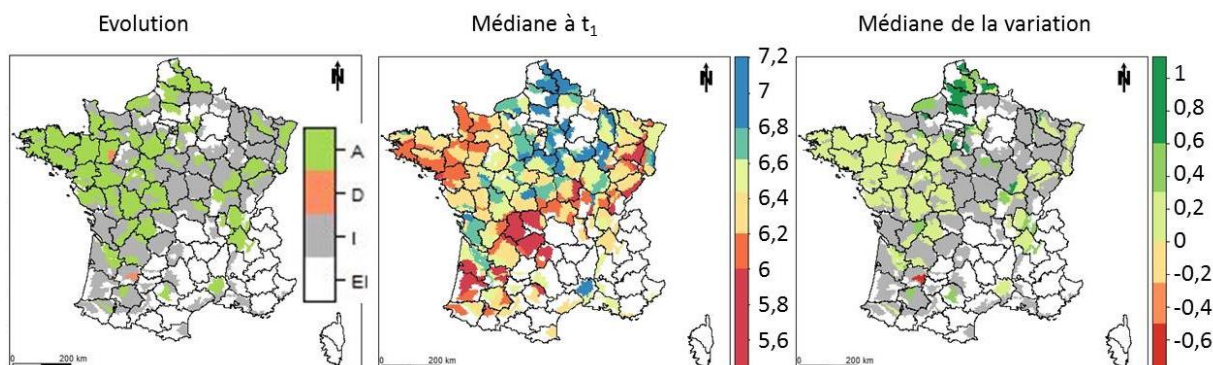 Evolution
Médiane à t₁
Médiane de la variation
N
A
D
I
EI
0 200 km
N
7,2
7
6,8
6,6
6,4
6,2
6
5,8
5,6
0 200 km
N
1
0,8
0,6
0,4
0,2
0
-0,2
-0,4
-0,6
0 200 km